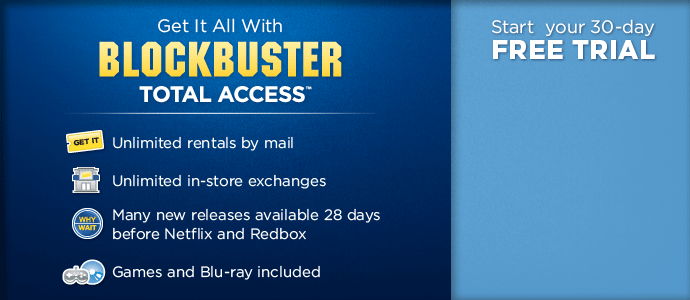 Get It All With
BLOCKBUSTER
TOTAL ACCESS™
GET IT
Unlimited rentals by mail
Unlimited in-store exchanges
WHY
WAIT
Many new releases available 28 days
before Netflix and Redbox
Games and Blu-ray included
Start your 30-day
FREE TRIAL